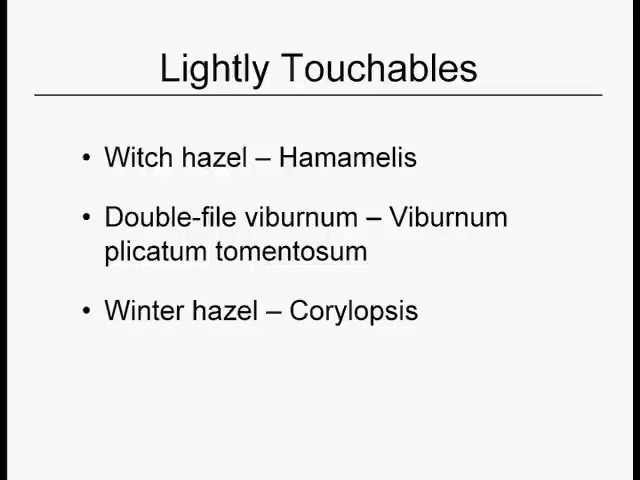 Lightly Touchables
• Witch hazel – Hamamelis
• Double-file viburnum – Viburnum
plicatum tomentosum
• Winter hazel – Corylopsis